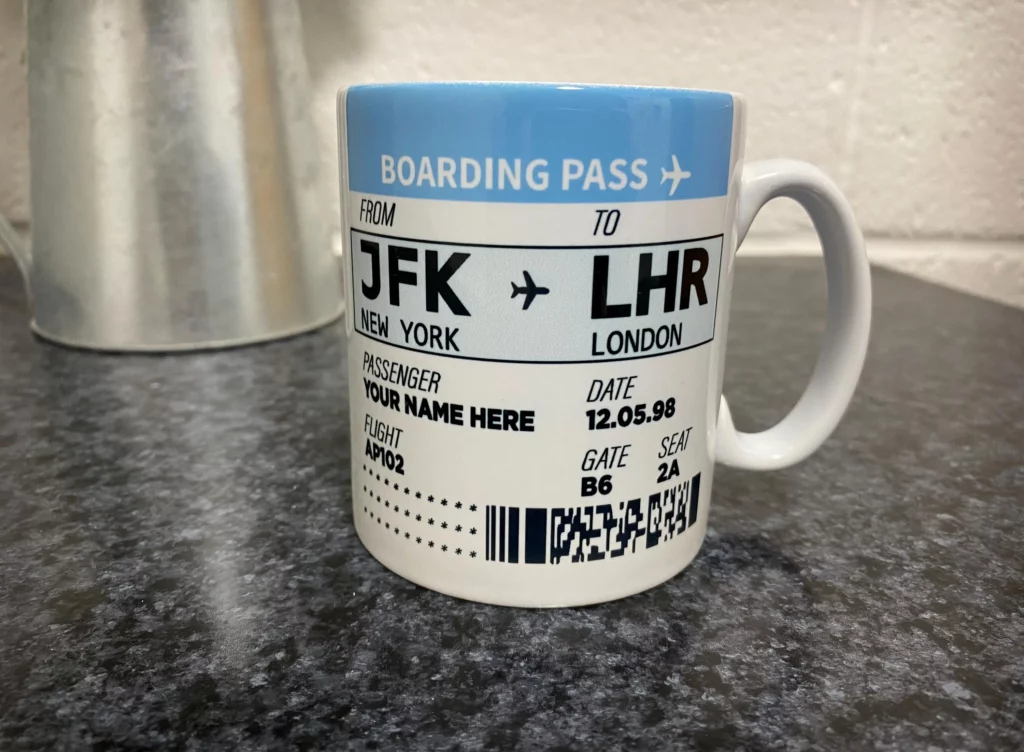 BOARDING PASS
FROM TO
JFK LHR
NEW YORK LONDON
PASSENGER DATE
YOUR NAME HERE 12.05.98
FLIGHT GATE SEAT
AP102 B6 2A